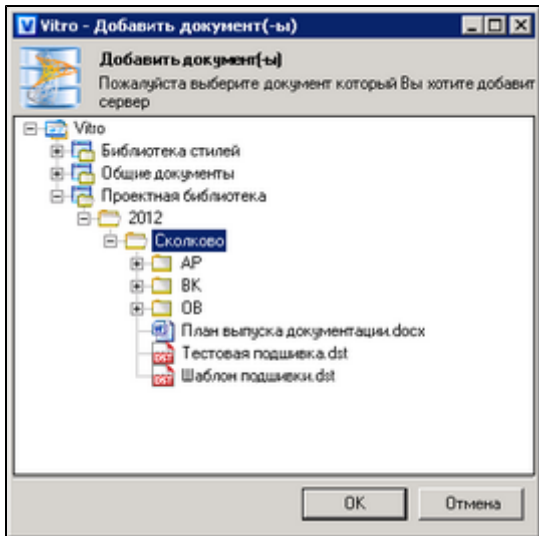 Vitro - Добавить документ(-ы)
Добавить документ(-ы)
Пожалуйста выберите документ который Вы хотите добавит
сервер
Vitro
Библиотека стилей
Общие документы
Проектная библиотека
2012
Сколково
АР
ВК
ОВ
План выпуска документации.docx
Тестовая подшивка.dst
Шаблон подшивки.dst
OK
Отмена